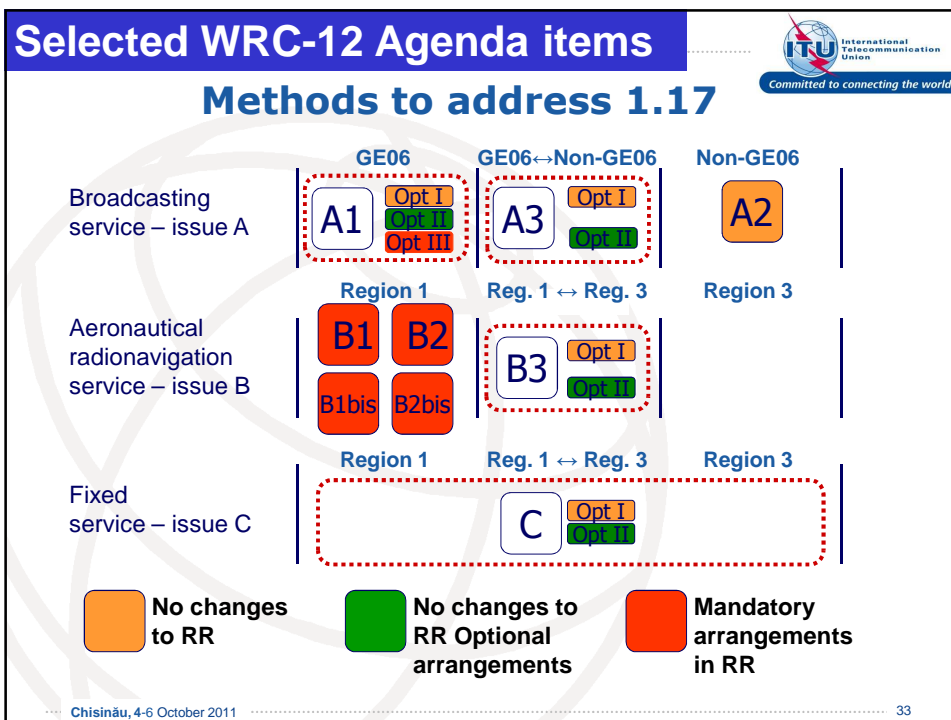 Selected WRC-12 Agenda items
International
Telecommunication
Union
ITU
Committed to connecting the world
Methods to address 1.17
GE06 GE06↔Non-GE06 Non-GE06
Broadcasting
service – issue A
A1
Opt I
Opt II
Opt III
A3
Opt I
Opt II
A2
Region 1 Reg. 1 ↔ Reg. 3 Region 3
Aeronautical
radionavigation
service – issue B
B1 B2
B1bis B2bis
B3
Opt I
Opt II
Region 1 Reg. 1 ↔ Reg. 3 Region 3
Fixed
service – issue C
C
Opt I
Opt II
No changes
to RR
No changes to
RR Optional
arrangements
Mandatory
arrangements
in RR
Chisinău, 4-6 October 2011 33